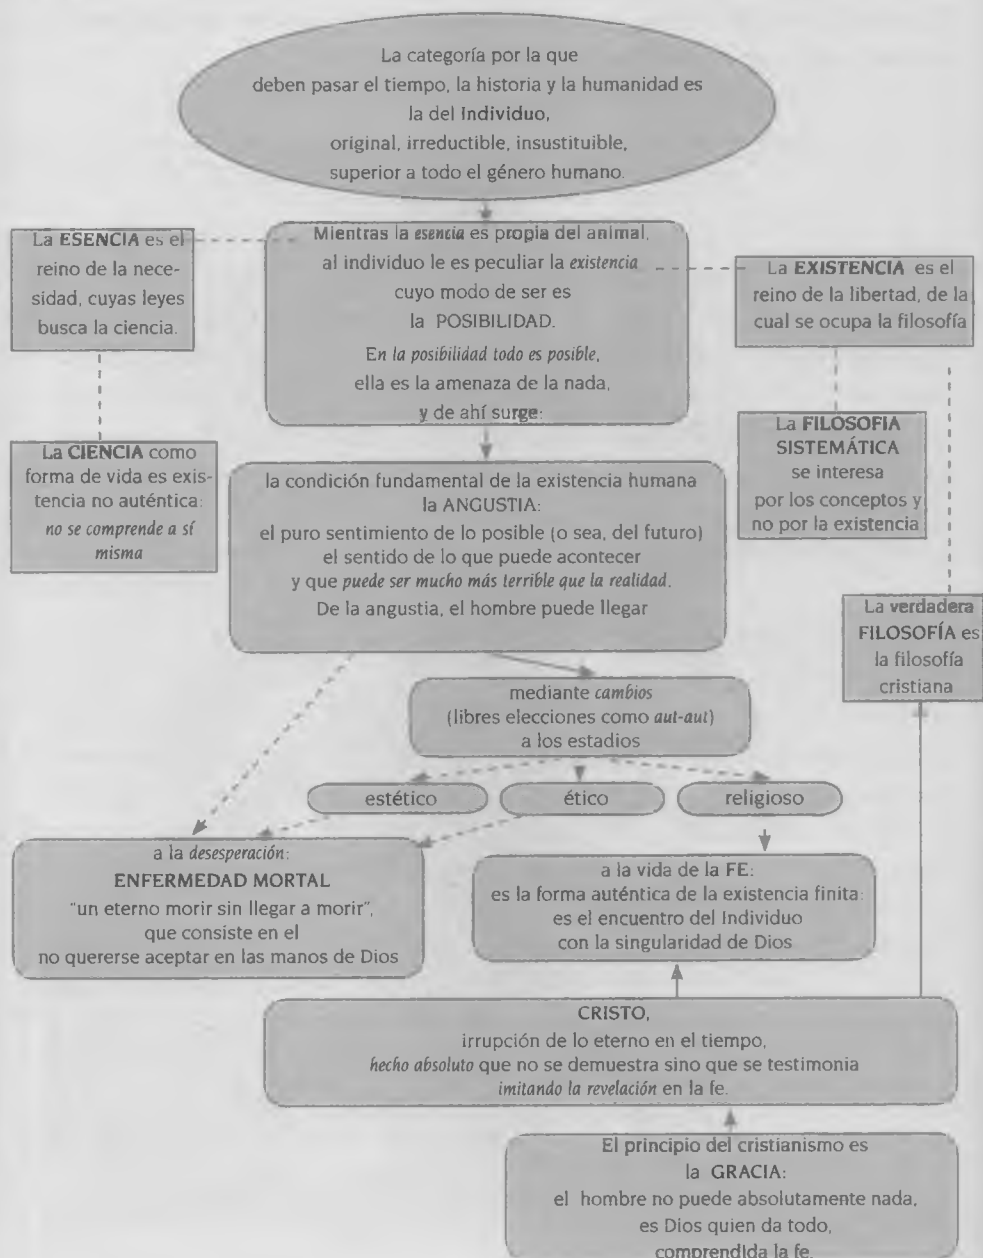 La categoría por la que
deben pasar el tiempo, la historia y la humanidad es
la del Individuo,
original, irreductible, insustituible,
superior a todo el género humano.
La ESENCIA es el
reino de la nece-
sidad, cuyas leyes
busca la ciencia.
Mientras la esencia es propia del animal,
al individuo le es peculiar la existencia
cuyo modo de ser es
la POSIBILIDAD.
En la posibilidad todo es posible,
ella es la amenaza de la nada,
y de ahí surge:
La EXISTENCIA es el
reino de la libertad, de la
cual se ocupa la filosofía
La CIENCIA como
forma de vida es exis-
tencia no auténtica:
no se comprende a sí
misma
la condición fundamental de la existencia humana
la ANGUSTIA:
el puro sentimiento de lo posible (o sea, del futuro)
el sentido de lo que puede acontecer
y que puede ser mucho más terrible que la realidad.
De la angustia, el hombre puede llegar
La FILOSOFIA
SISTEMÁTICA
se interesa
por los conceptos y
no por la existencia
La verdadera
FILOSOFÍA es
la filosofía
cristiana
mediante cambios
(libres elecciones como aut-aut)
a los estadios
estético
ético
religioso
a la desesperación:
ENFERMEDAD MORTAL
"un eterno morir sin llegar a morir",
que consiste en el
no quererse aceptar en las manos de Dios
a la vida de la FE:
es la forma auténtica de la existencia finita:
es el encuentro del Individuo
con la singularidad de Dios
CRISTO,
irrupción de lo eterno en el tiempo,
hecho absoluto que no se demuestra sino que se testimonia
imitando la revelación en la fe.
El principio del cristianismo es
la GRACIA:
el hombre no puede absolutamente nada,
es Dios quien da todo,
comprendida la fe.